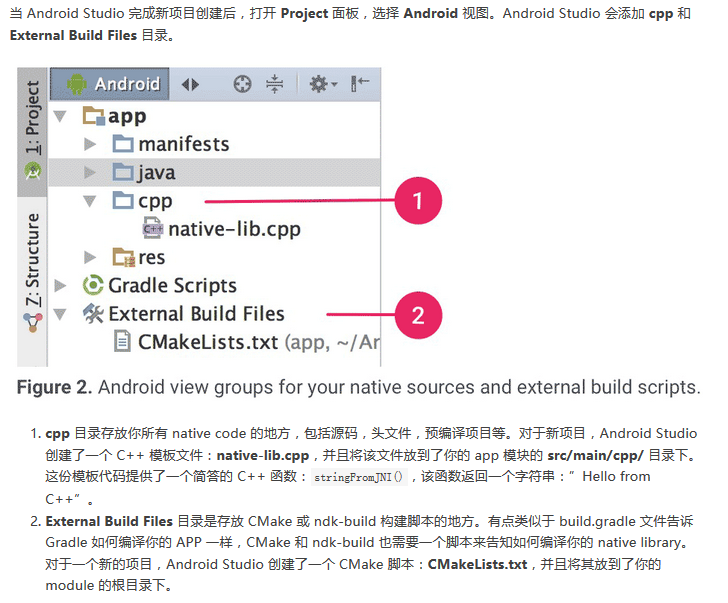 当 Android Studio 完成新项目创建后，打开 Project 面板，选择 Android 视图。Android Studio 会添加 cpp 和
External Build Files 目录。
1: Project
Android
app
manifests
java
cpp
1
C++
native-lib.cpp
res
Z: Structure
Gradle Scripts
External Build Files
2
CMakeLists.txt (app, ~/Ar
Figure 2. Android view groups for your native sources and external build scripts.
1. cpp 目录存放你所有 native code 的地方，包括源码，头文件，预编译项目等。对于新项目，Android Studio
创建了一个 C++ 模板文件：native-lib.cpp，并且将该文件放到了你的 app 模块的 src/main/cpp/ 目录下。
这份模板代码提供了一个简答的 C++ 函数：stringFromJNI()，该函数返回一个字符串：”Hello from
C++”。
2. External Build Files 目录是存放 CMake 或 ndk-build 构建脚本的地方。有点类似于 build.gradle 文件告诉
Gradle 如何编译你的 APP 一样，CMake 和 ndk-build 也需要一个脚本来告知如何编译你的 native library。
对于一个新的项目，Android Studio 创建了一个 CMake 脚本：CMakeLists.txt，并且将其放到了你的
module 的根目录下。